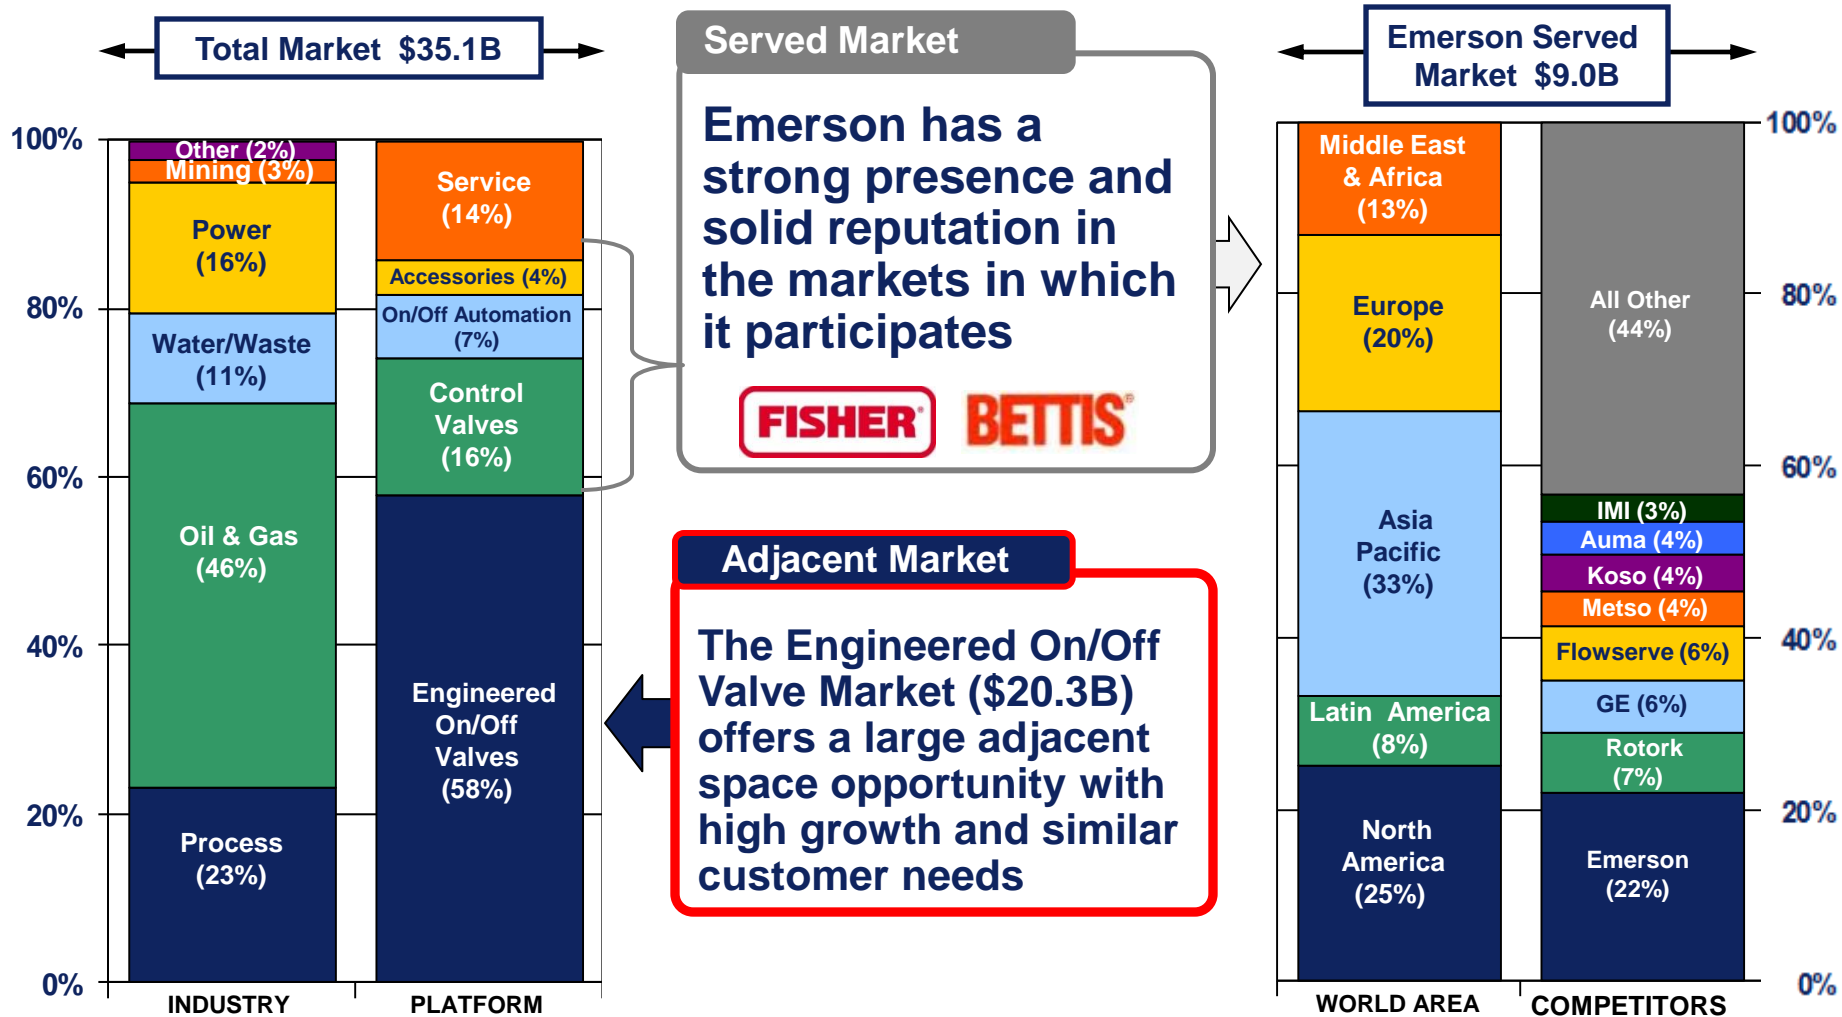 Total Market $35.1B
100%
80%
60%
40%
20%
0%
Other (2%)
Mining (3%)
Power
(16%)
Water/Waste
(11%)
Oil & Gas
(46%)
Process
(23%)
INDUSTRY
Service
(14%)
Accessories (4%)
On/Off Automation
(7%)
Control
Valves
(16%)
Engineered
On/Off
Valves
(58%)
PLATFORM
Served Market
Emerson has a
strong presence and
solid reputation in
the markets in which
it participates
FISHER®
BETTIS®
Adjacent Market
The Engineered On/Off
Valve Market ($20.3B)
offers a large adjacent
space opportunity with
high growth and similar
customer needs
Emerson Served
Market $9.0B
Middle East
& Africa
(13%)
Europe
(20%)
Asia
Pacific
(33%)
Latin America
(8%)
North
America
(25%)
WORLD AREA
All Other
(44%)
IMI (3%)
Auma (4%)
Koso (4%)
Metso (4%)
Flowserve (6%)
GE (6%)
Rotork
(7%)
Emerson
(22%)
COMPETITORS
100%
80%
60%
40%
20%
0%